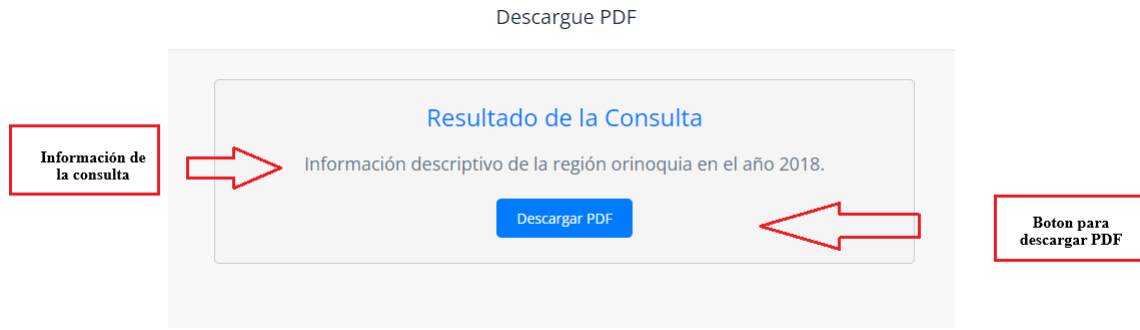 Descargue PDF
Resultado de la Consulta
Información de
la consulta
Información descriptivo de la región orinoquia en el año 2018.
Descargar PDF
Boton para
descargar PDF